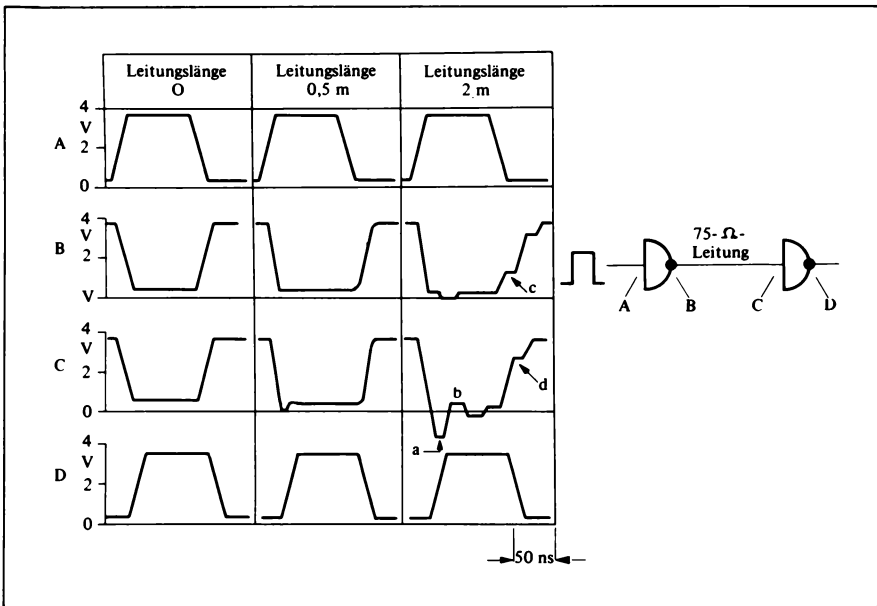 Leitungslänge
O
Leitungslänge
0,5 m
Leitungslänge
2 m
4
V
2
0
A
4
V
2
V
B
c
4
V
2
0
C
a
b
d
4
V
2
0
D
50 ns
75-Ω-
Leitung
A
B
C
D